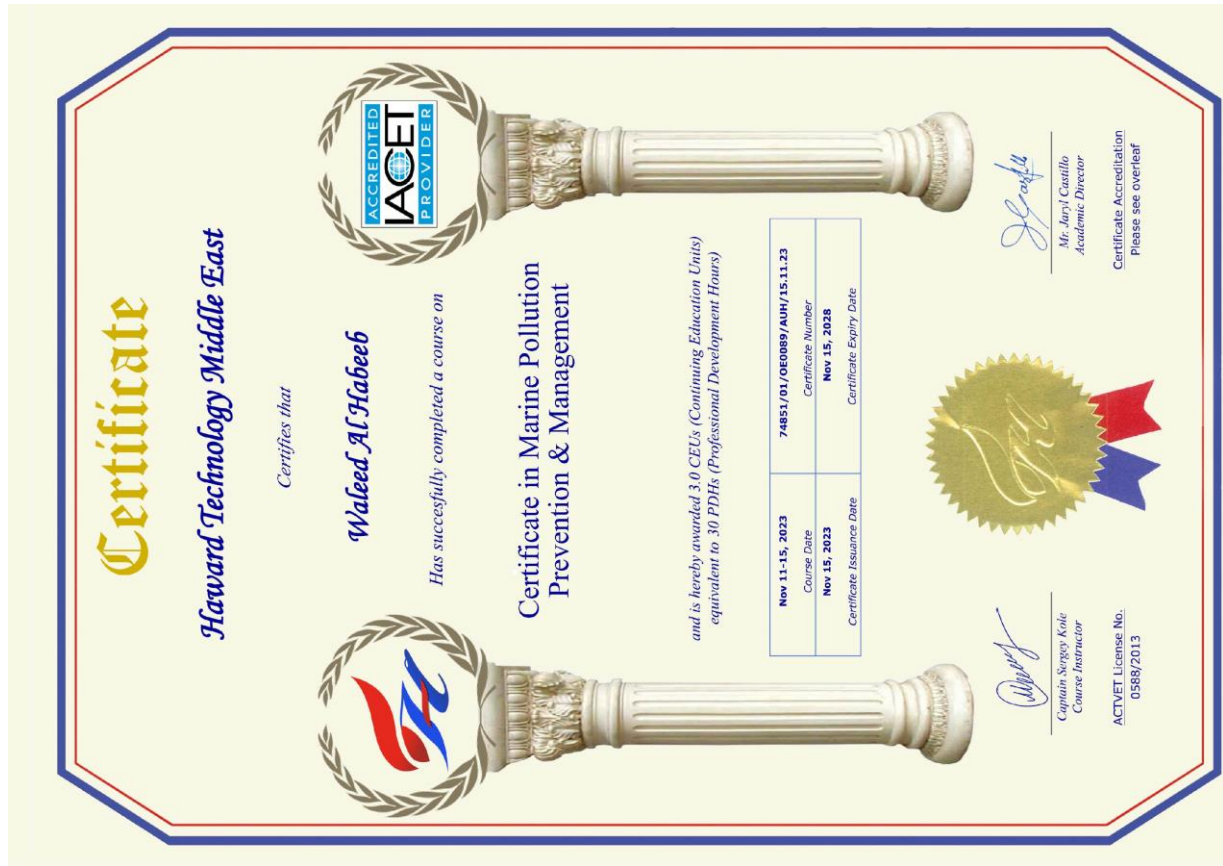 Certificate
Haward Technology Middle East
Certifies that
Waleed Al Habeeb
Has succesfully completed a course on
Certificate in Marine Pollution
Prevention & Management
ACCREDITED
IACET
PROVIDER
and is hereby awarded 3.0 CEUs (Continuing Education Units)
equivalent to 30 PDHs (Professional Development Hours)
Nov 11-15, 2023
Course Date
74851/01/OE0089/AUH/15.11.23
Certificate Number
Nov 15, 2023
Certificate Issuance Date
Nov 15, 2028
Certificate Expiry Date
Captain Sergey Koie
Course Instructor
ACTVET License No.
0588/2013
Mr. Jaryl Castillo
Academic Director
Certificate Accreditation
Please see overleaf